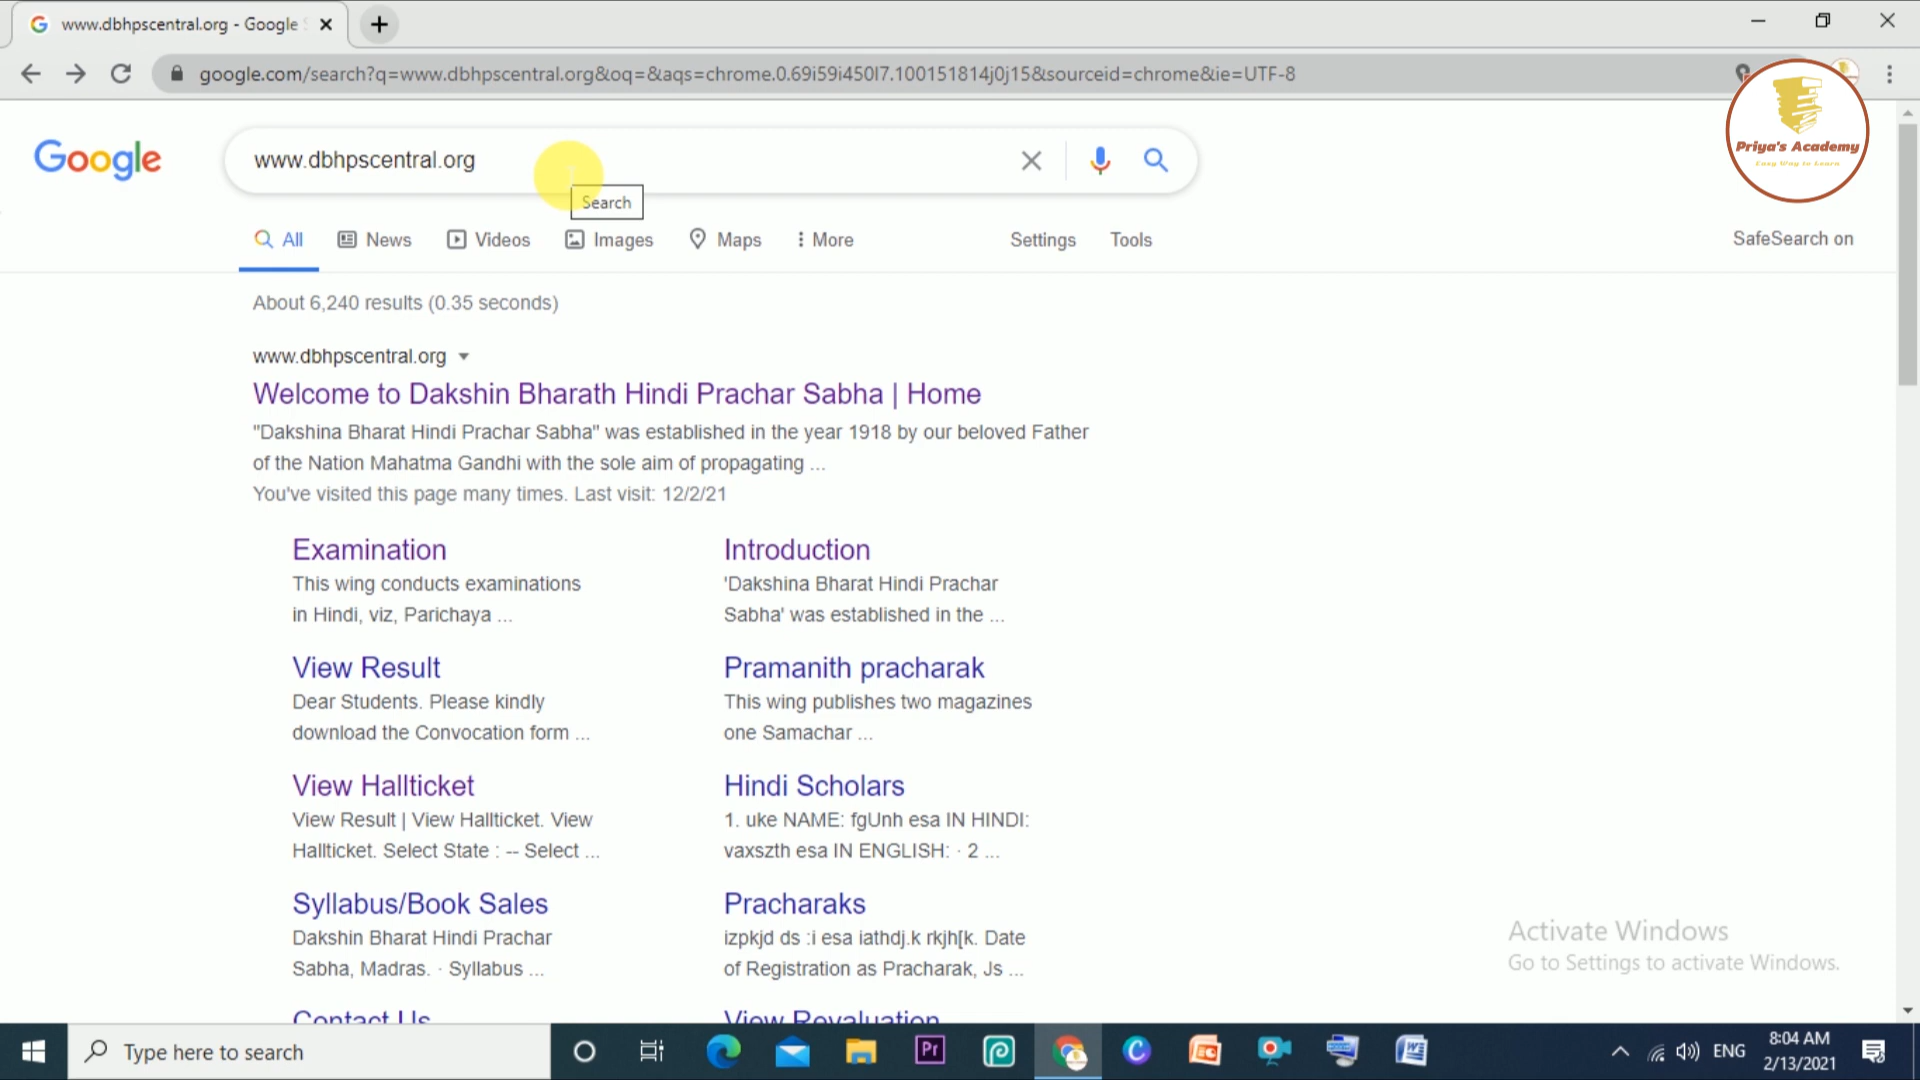 www.dbhpscentral.org - Google
google.com/search?q=www.dbhpscentral.org&oq=&aqs=chrome.0.69i59i450l7.100151814j0j15&sourceid=chrome&ie=UTF-8
Priya's Academy
Easy Way to Learn
Google
www.dbhpscentral.org
Search
All
News
Videos
Images
Maps
More
Settings
Tools
SafeSearch on
About 6,240 results (0.35 seconds)
www.dbhpscentral.org
Welcome to Dakshin Bharath Hindi Prachar Sabha | Home
"Dakshina Bharat Hindi Prachar Sabha" was established in the year 1918 by our beloved Father
of the Nation Mahatma Gandhi with the sole aim of propagating ...
You've visited this page many times. Last visit: 12/2/21
Examination
This wing conducts examinations
in Hindi, viz, Parichaya ...
Introduction
'Dakshina Bharat Hindi Prachar
Sabha' was established in the ...
View Result
Dear Students. Please kindly
download the Convocation form ...
Pramanith pracharak
This wing publishes two magazines
one Samachar ...
View Hallticket
View Result | View Hallticket. View
Hallticket. Select State : -- Select ...
Hindi Scholars
1. uke NAME: fgUnh esa IN HINDI:
vaxszth esa IN ENGLISH: · 2 ...
Syllabus/Book Sales
Dakshin Bharat Hindi Prachar
Sabha, Madras. · Syllabus ...
Pracharaks
izpkjd ds :i esa iathdj.k rkjh[k. Date
of Registration as Pracharak, Js ...
Contact Us
View Revaluation
Activate Windows
Go to Settings to activate Windows.
Type here to search
Pr
ENG
8:04 AM
2/13/2021